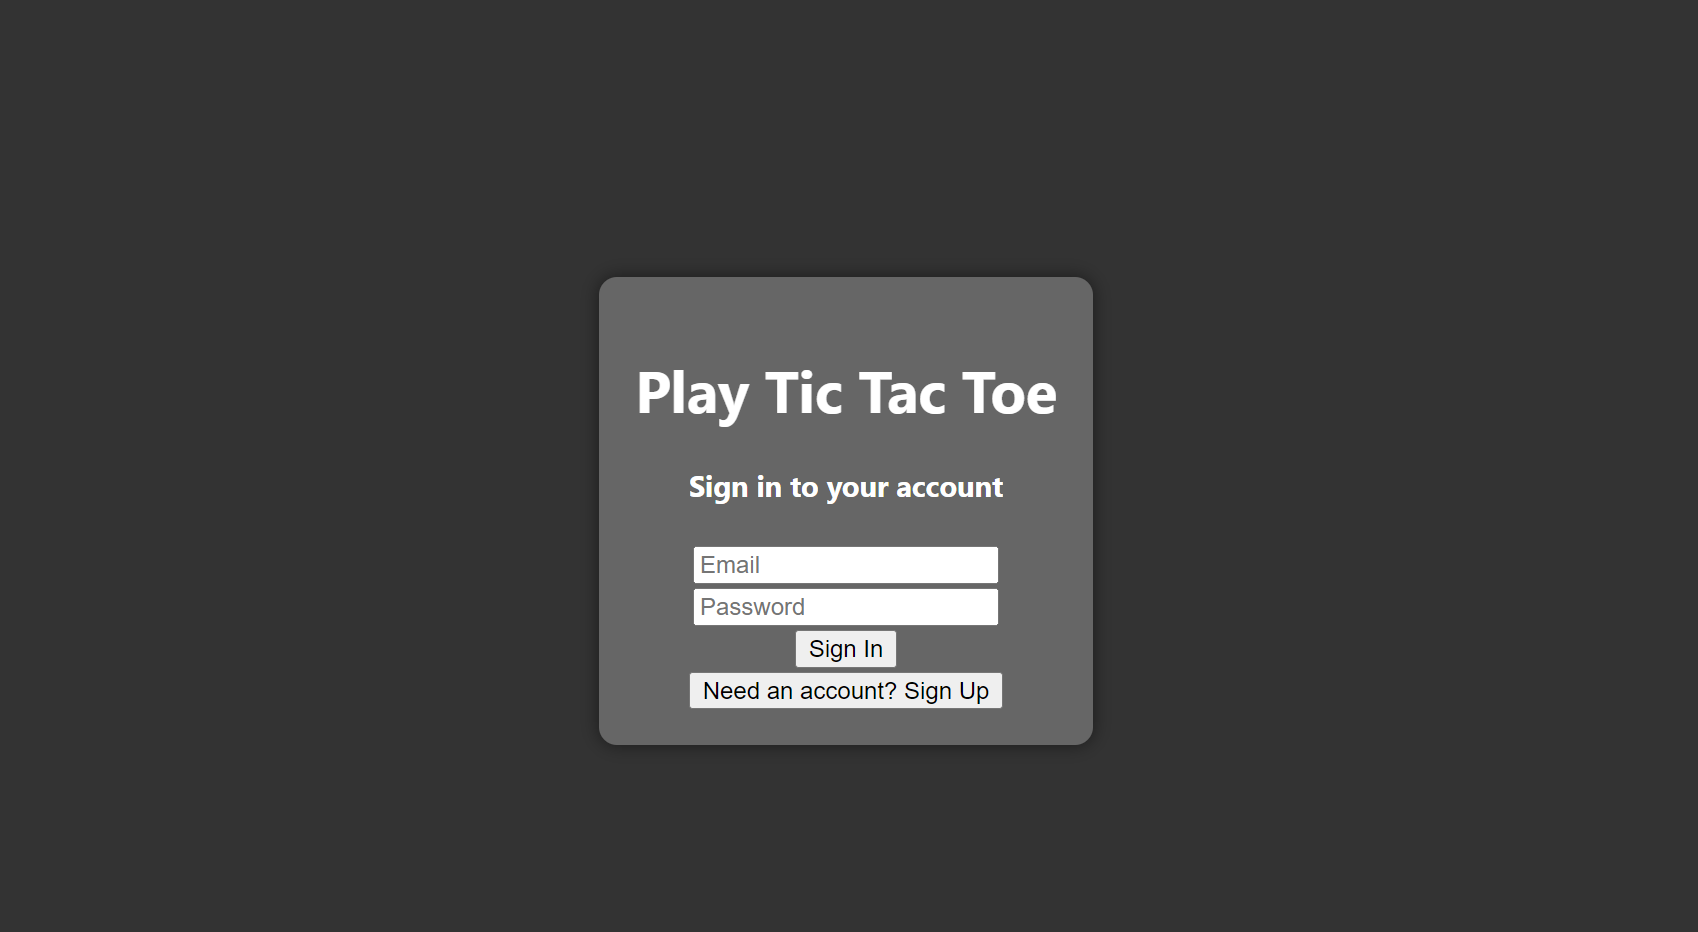 Play Tic Tac Toe
Sign in to your account
Email
Password
Sign In
Need an account? Sign Up